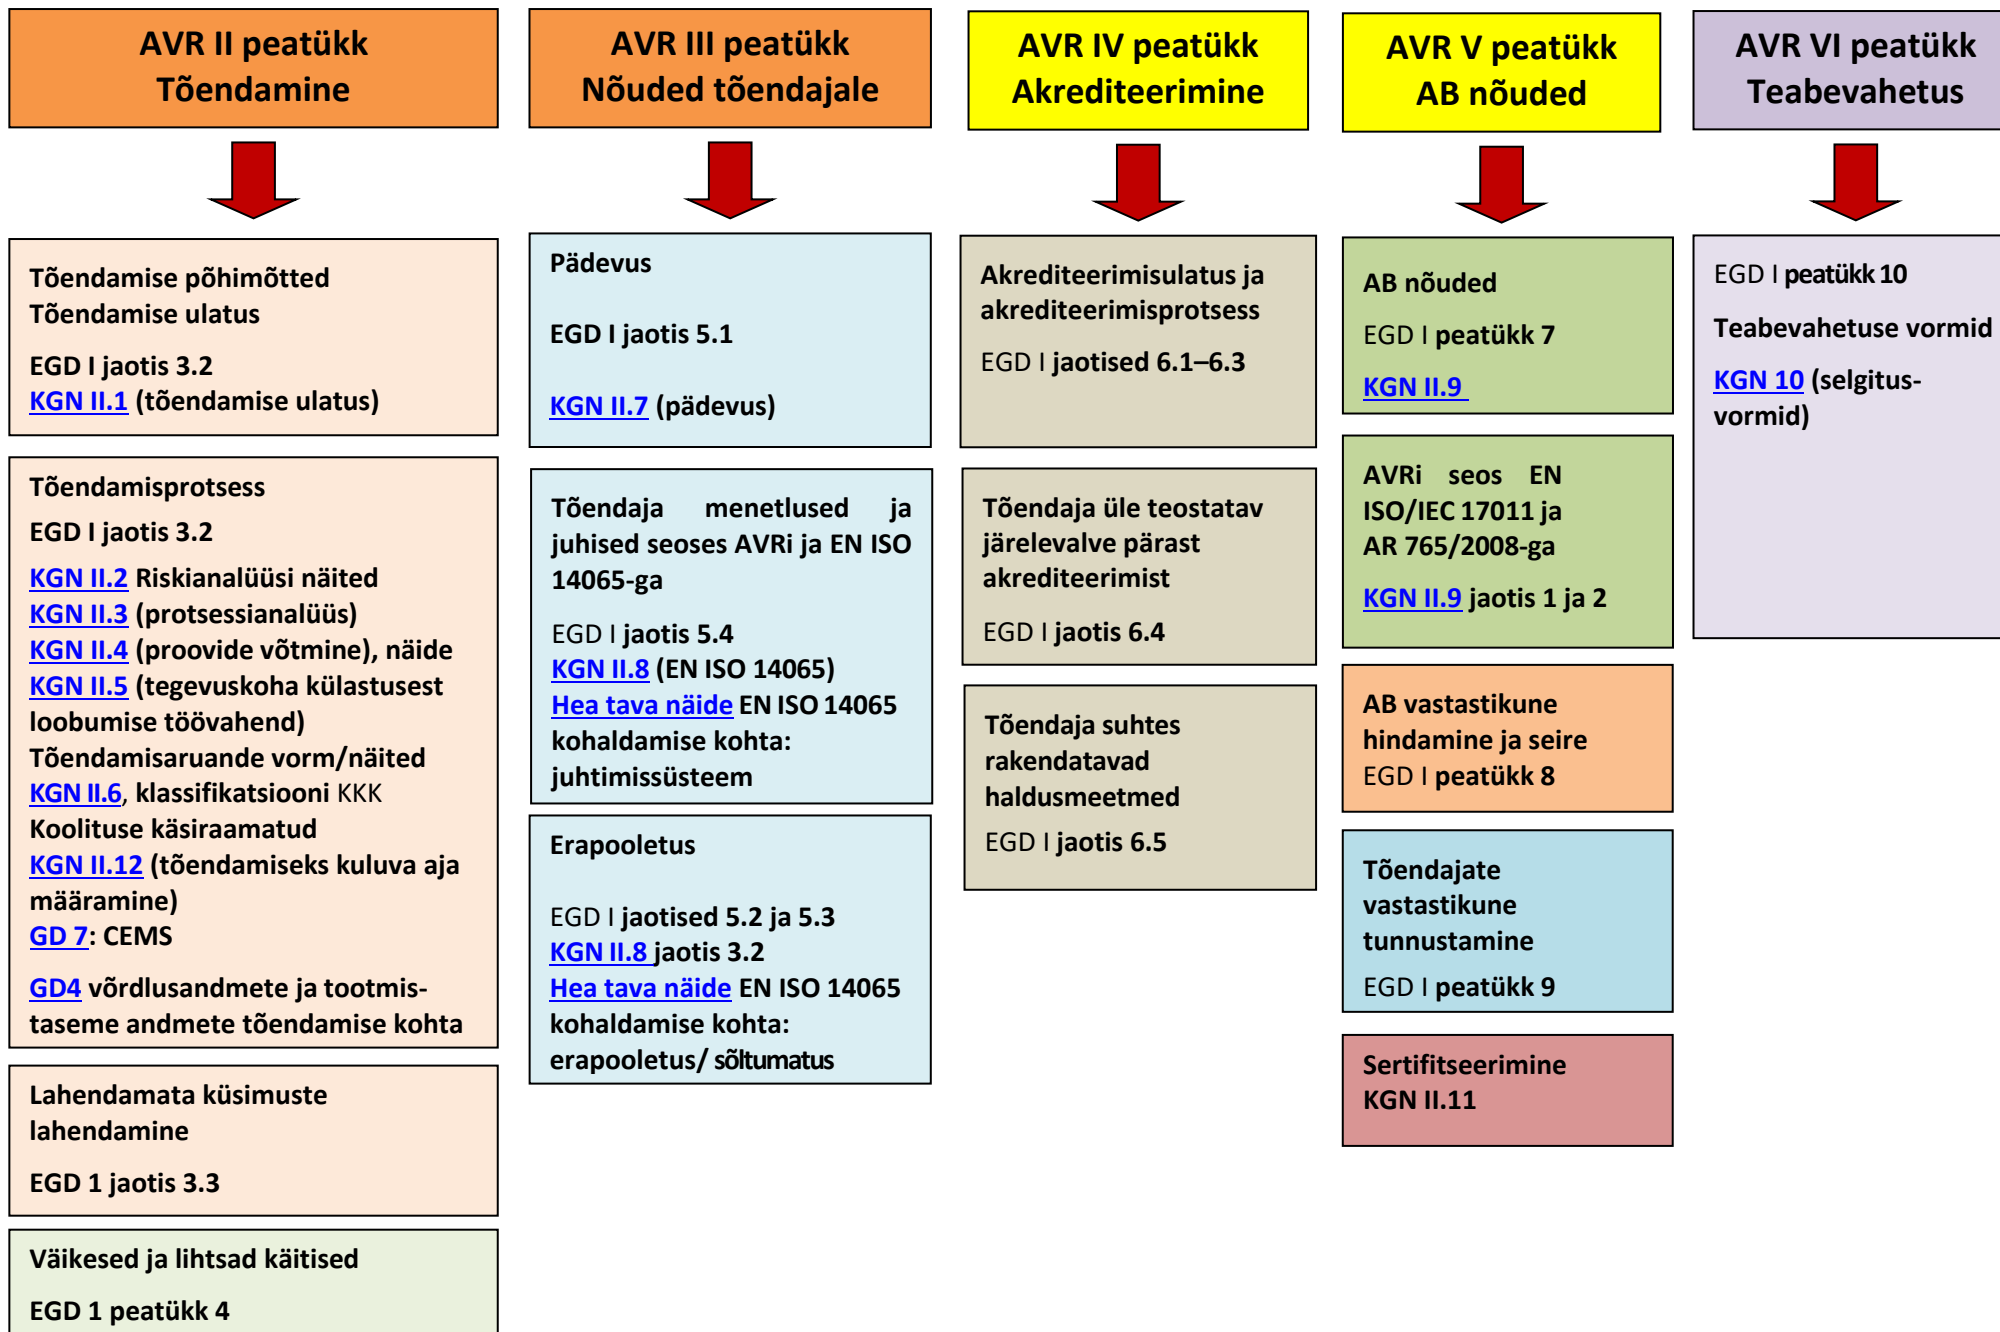 AVR II peatükk
Tõendamine
AVR III peatükk
Nõuded tõendajale
AVR IV peatükk
Akrediteerimine
AVR V peatükk
AB nõuded
AVR VI peatükk
Teabevahetus
Tõendamise põhimõtted
Tõendamise ulatus
EGD I jaotis 3.2
KGN II.1 (tõendamise ulatus)
Tõendamisprotsess
EGD I jaotis 3.2
KGN II.2 Riskianalüüsi näited
KGN II.3 (protsessianalüüs)
KGN II.4 (proovide võtmine), näide
KGN II.5 (tegevuskoha külastusest
loobumise töövahend)
Tõendamisaruande vorm/näited
KGN II.6, klassifikatsiooni KKK
Koolituse käsiraamatud
KGN II.12 (tõendamiseks kuluva aja
määramine)
GD 7: CEMS
GD4 võrdlusandmete ja tootmis-
taseme andmete tõendamise kohta
Lahendamata küsimuste
lahendamine
EGD 1 jaotis 3.3
Väikesed ja lihtsad käitised
EGD 1 peatükk 4
Pädevus
EGD I jaotis 5.1
KGN II.7 (pädevus)
Tõendaja menetlused ja
juhised seoses AVRi ja EN ISO
14065-ga
EGD I jaotis 5.4
KGN II.8 (EN ISO 14065)
Hea tava näide EN ISO 14065
kohaldamise kohta:
juhtimissüsteem
Erapooletus
EGD I jaotised 5.2 ja 5.3
KGN II.8 jaotis 3.2
Hea tava näide EN ISO 14065
kohaldamise kohta:
erapooletus/ sõltumatus
Akrediteerimisulatus ja
akrediteerimisprotsess
EGD I jaotised 6.1–6.3
Tõendaja üle teostatav
järelevalve pärast
akrediteerimist
EGD I jaotis 6.4
Tõendaja suhtes
rakendatavad
haldusmeetmed
EGD I jaotis 6.5
AB nõuded
EGD I peatükk 7
KGN II.9
AVRi seos EN
ISO/IEC 17011 ja
AR 765/2008-ga
KGN II.9 jaotis 1 ja 2
AB vastastikune
hindamine ja seire
EGD I peatükk 8
Tõendajate
vastastikune
tunnustamine
EGD I peatükk 9
Sertifitseerimine
KGN II.11
EGD I peatükk 10
Teabevahetuse vormid
KGN 10 (selgitus-
vormid)